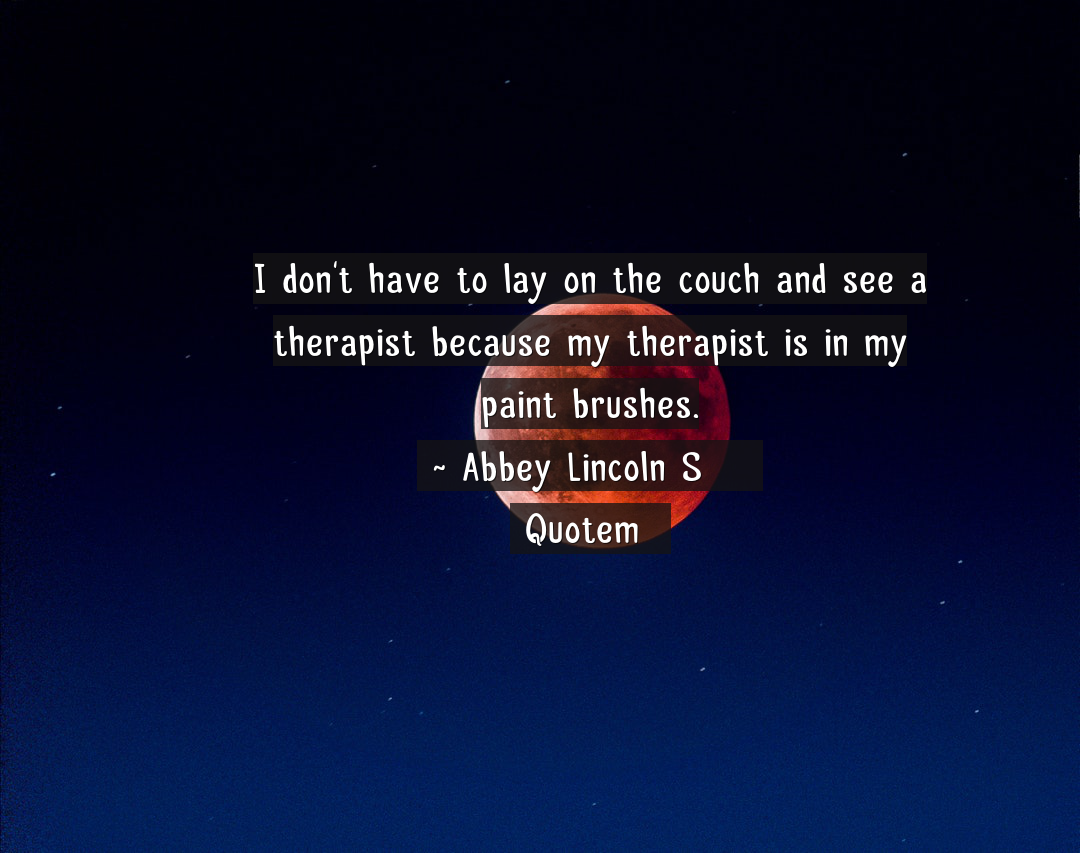 I don't have to lay on the couch and see a
therapist because my therapist is in my
paint brushes.
~ Abbey Lincoln S
Quotem